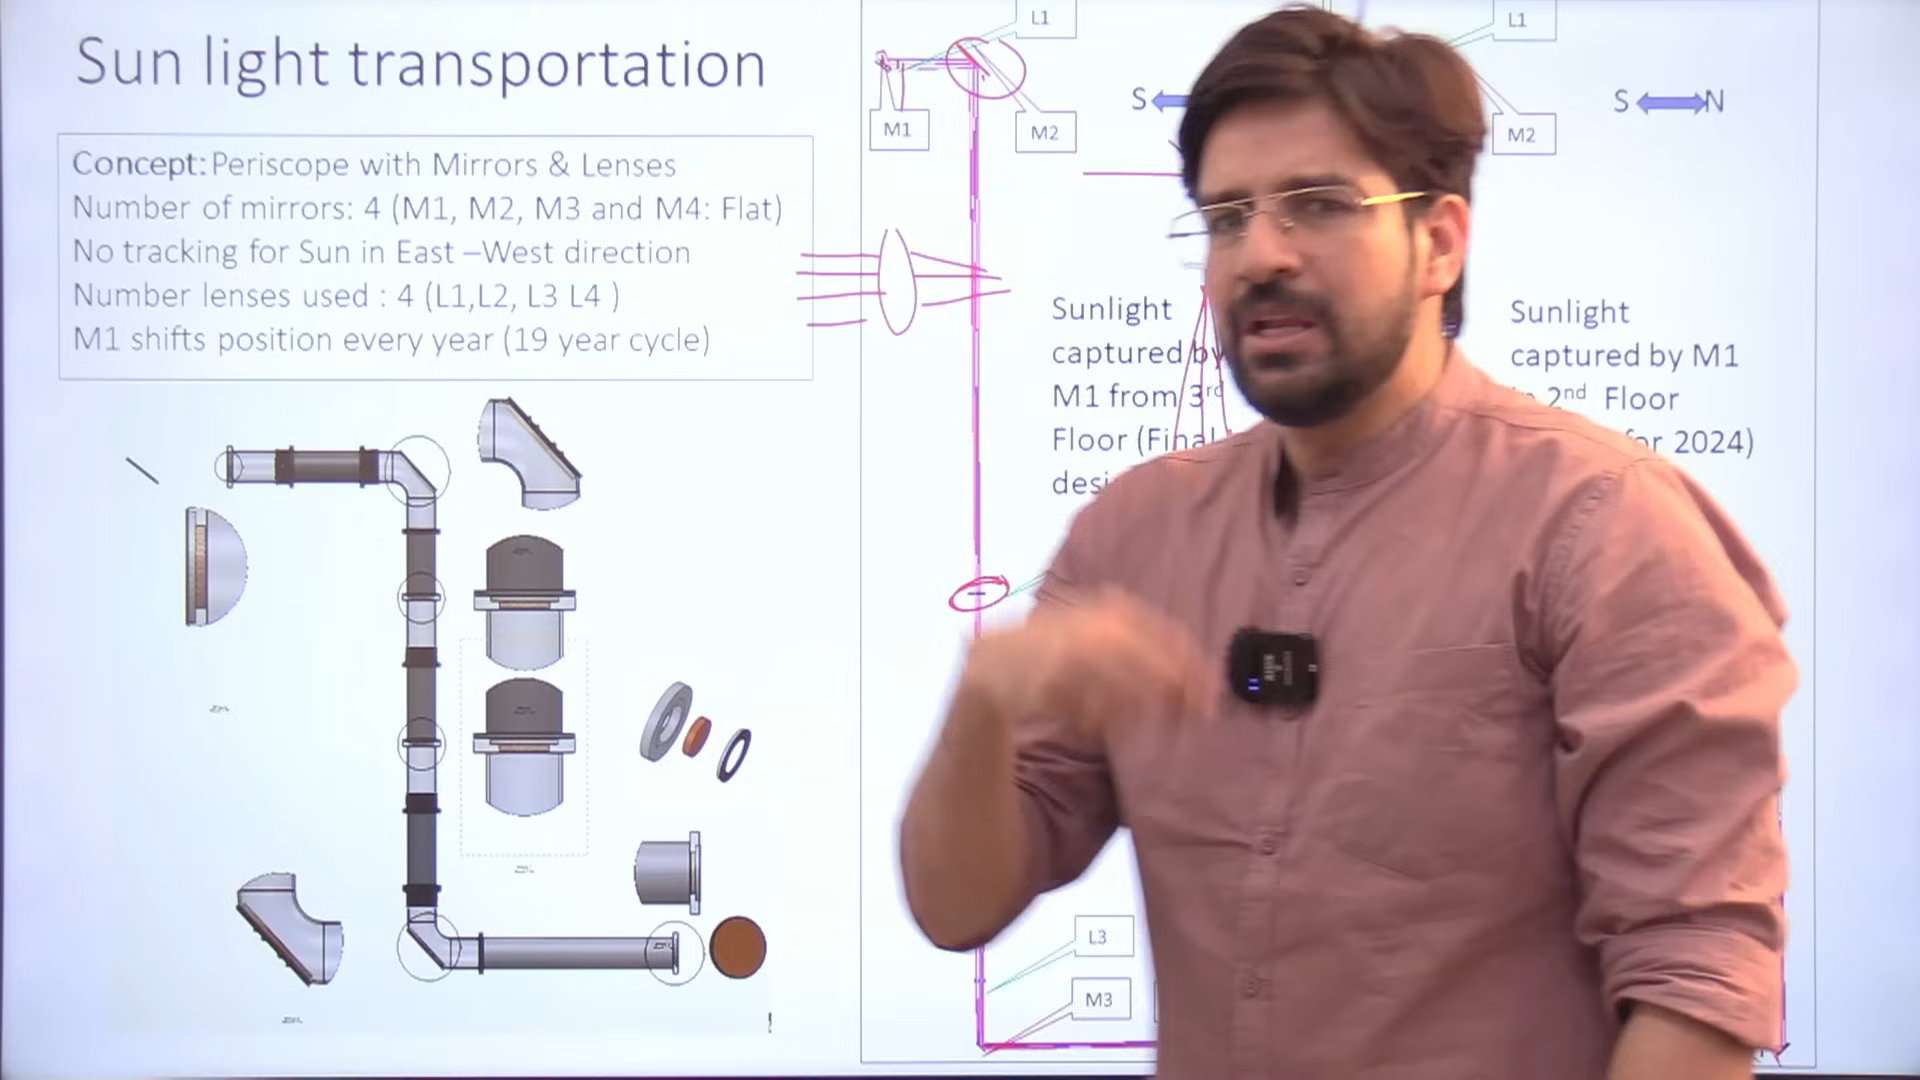 Sun light transportation
Concept: Periscope with Mirrors & Lenses
Number of mirrors: 4 (M1, M2, M3 and M4: Flat)
No tracking for Sun in East –West direction
Number lenses used : 4 (L1,L2, L3 L4 )
M1 shifts position every year (19 year cycle)
L1
M1
M2
S
Sunlight
captured by
M1 from 3rd
Floor (Final
L3
M3
L1
S
N
M2
Sunlight
captured by M1
2nd Floor
for 2024)